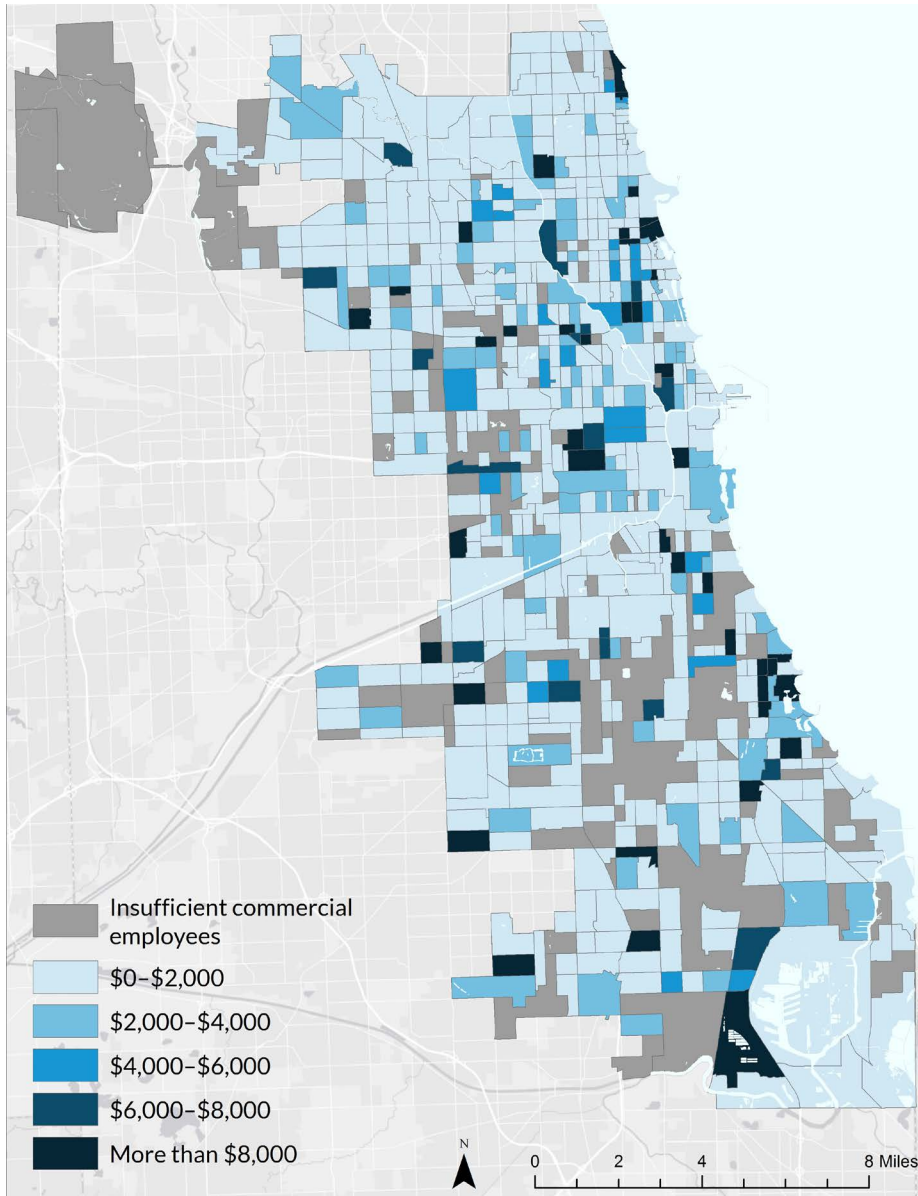 Insufficient commercial
employees
$0–$2,000
$2,000–$4,000
$4,000–$6,000
$6,000–$8,000
More than $8,000
N
0 2 4 8 Miles